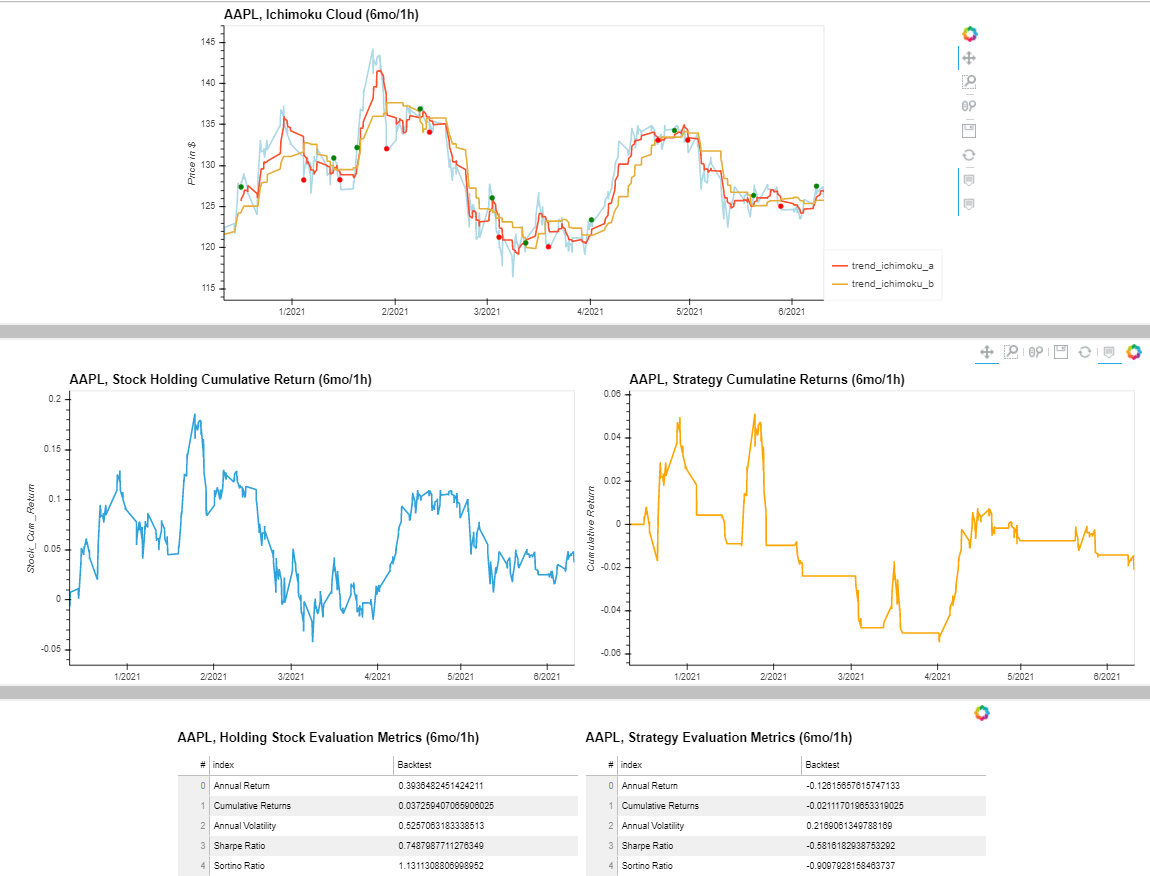 AAPL, Ichimoku Cloud (6mo/1h)
145
140
135
130
125
120
115
Price in $
1/2021 2/2021 3/2021 4/2021 5/2021 6/2021
trend_ichimoku_a
trend_ichimoku_b
AAPL, Stock Holding Cumulative Return (6mo/1h)
0.2
0.15
0.1
0.05
0
-0.05
Stock_Cum_Return
1/2021 2/2021 3/2021 4/2021 5/2021 6/2021
AAPL, Strategy Cumulatine Returns (6mo/1h)
0.06
0.04
0.02
0
-0.02
-0.04
-0.06
Cumulative Return
1/2021 2/2021 3/2021 4/2021 5/2021 6/2021
AAPL, Holding Stock Evaluation Metrics (6mo/1h)
# index Backtest
0 Annual Return 0.3936482451424211
1 Cumulative Returns 0.037259407065906025
2 Annual Volatility 0.5257063183338513
3 Sharpe Ratio 0.7487987711276349
4 Sortino Ratio 1.1311308806998952
AAPL, Strategy Evaluation Metrics (6mo/1h)
# index Backtest
0 Annual Return -0.12615657615747133
1 Cumulative Returns -0.021117019653319025
2 Annual Volatility 0.2169061349788169
3 Sharpe Ratio -0.5816182938753292
4 Sortino Ratio -0.9097928158463737